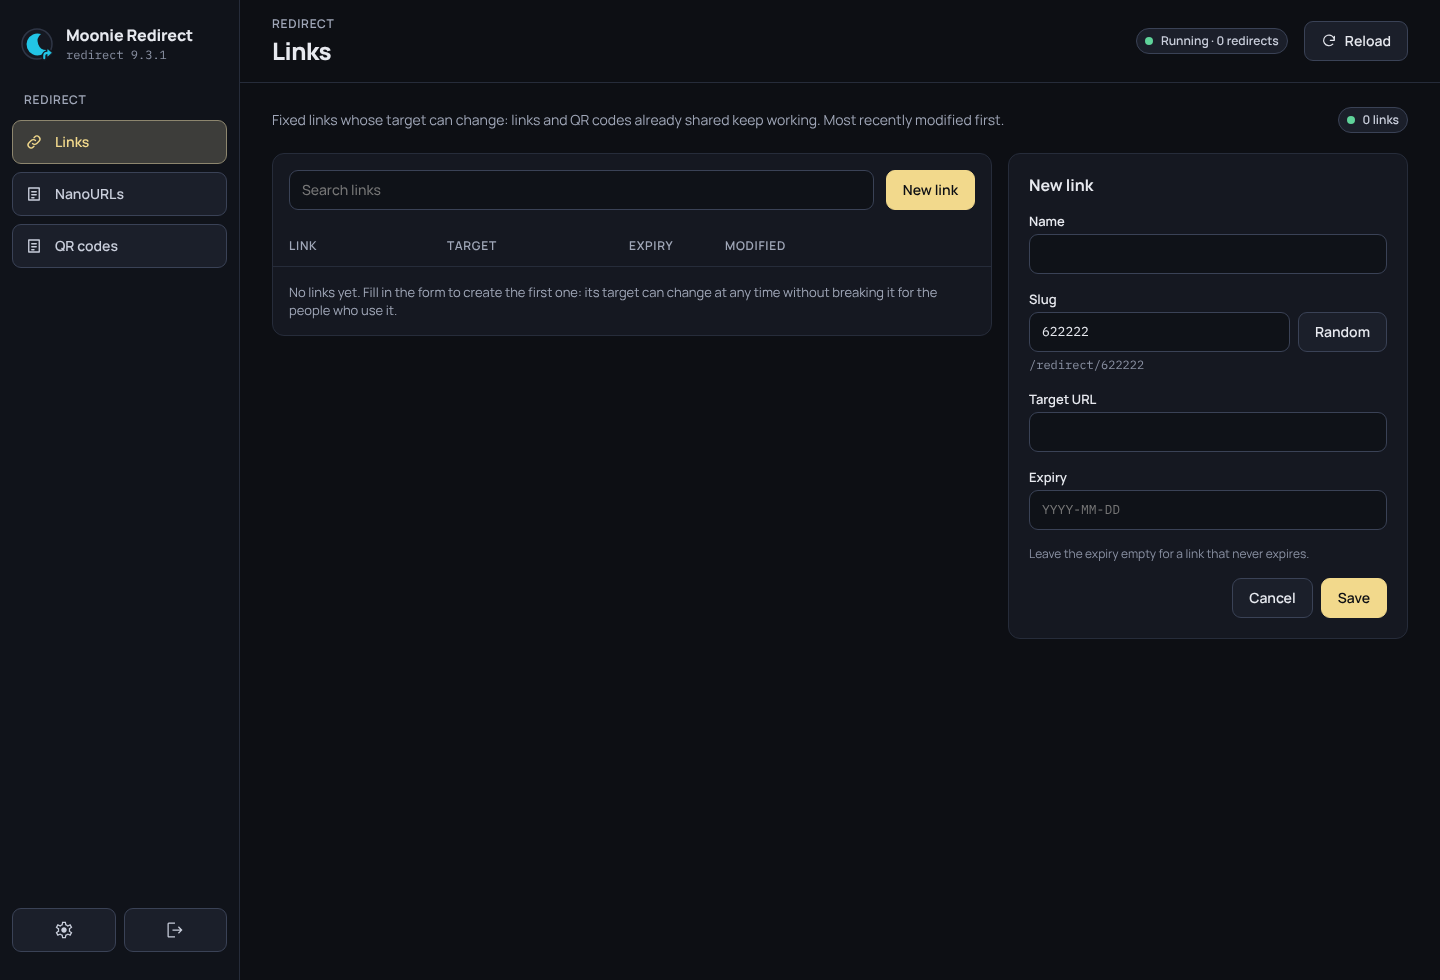 Moonie Redirect
redirect 9.3.1
REDIRECT
Links
NanoURLs
QR codes
REDIRECT
Links
Running · 0 redirects
Reload
Fixed links whose target can change: links and QR codes already shared keep working. Most recently modified first.
0 links
Search links
New link
LINK TARGET EXPIRY MODIFIED
No links yet. Fill in the form to create the first one: its target can change at any time without breaking it for the
people who use it.
New link
Name
Slug
622222
Random
/redirect/622222
Target URL
Expiry
YYYY-MM-DD
Leave the expiry empty for a link that never expires.
Cancel
Save